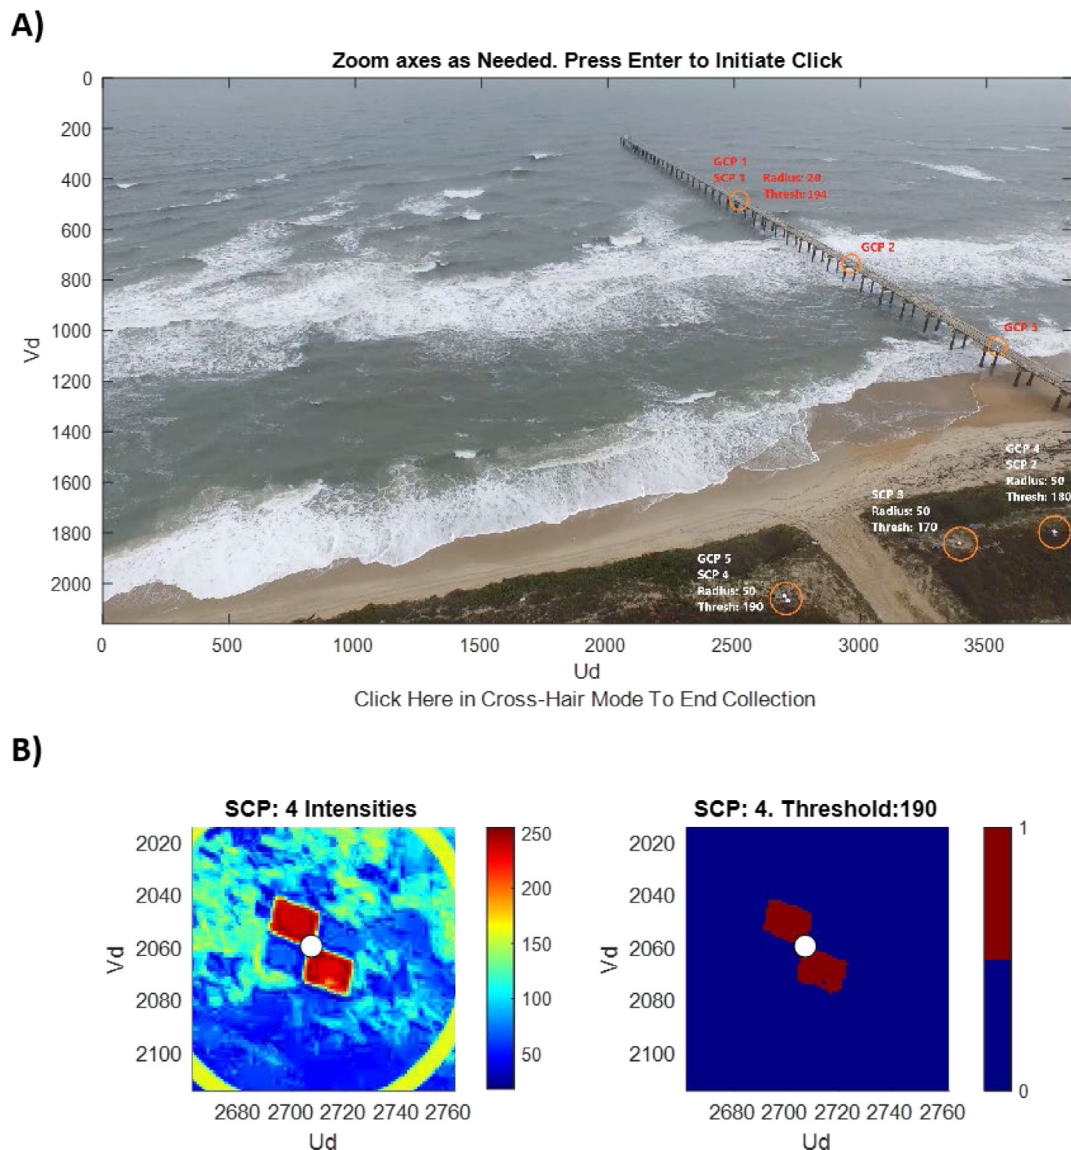 A)
Zoom axes as Needed. Press Enter to Initiate Click
0
200
400
600
800
1000
1200
1400
1600
1800
2000
Vd
GCP 1
SCP 1 Radius: 20
Thresh: 194
GCP 2
GCP 3
GCP 4
SCP 2
Radius: 50
Thresh: 180
SCP 3
Radius: 50
Thresh: 170
GCP 5
SCP 4
Radius: 50
Thresh: 190
0 500 1000 1500 2000 2500 3000 3500
Ud
Click Here in Cross-Hair Mode To End Collection
B)
SCP: 4 Intensities
2020
2040
2060
2080
2100
Vd
2680 2700 2720 2740 2760
Ud
250
200
150
100
50
SCP: 4. Threshold:190
2020
2040
2060
2080
2100
Vd
2680 2700 2720 2740 2760
Ud
1
0